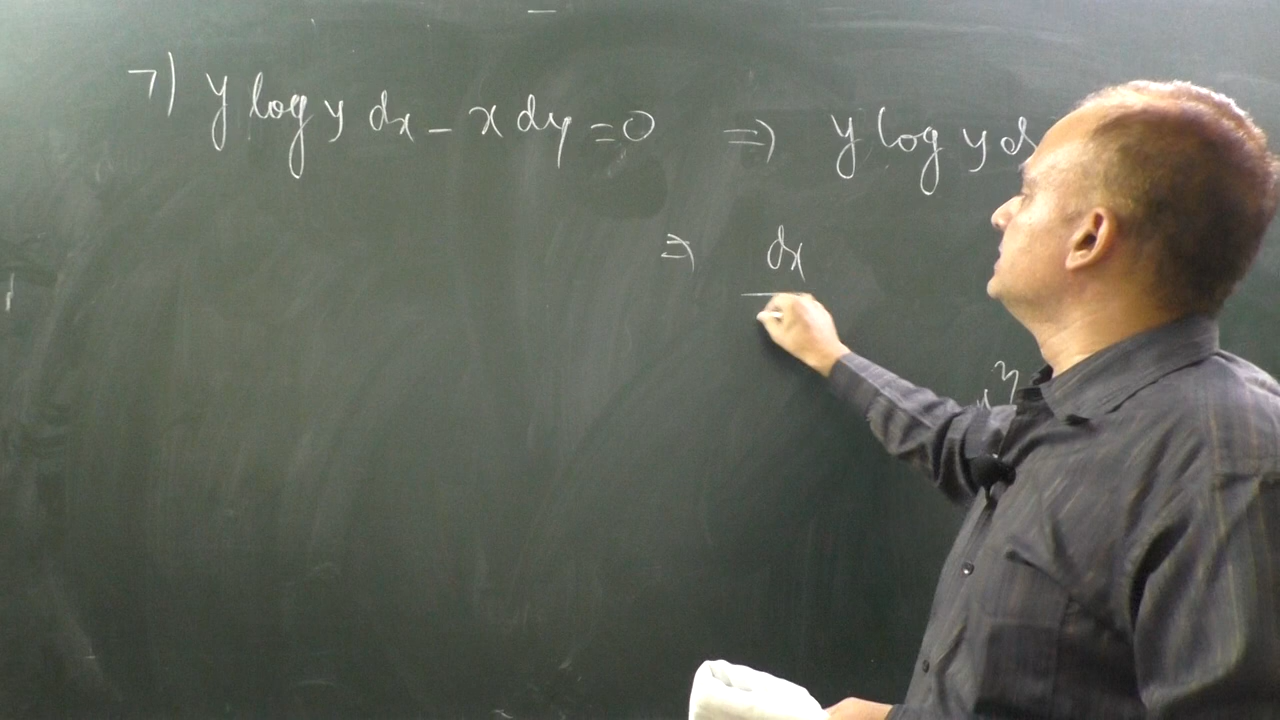 7) y log y dx - x dy = 0 ⇒ y log y d
⇒ dx